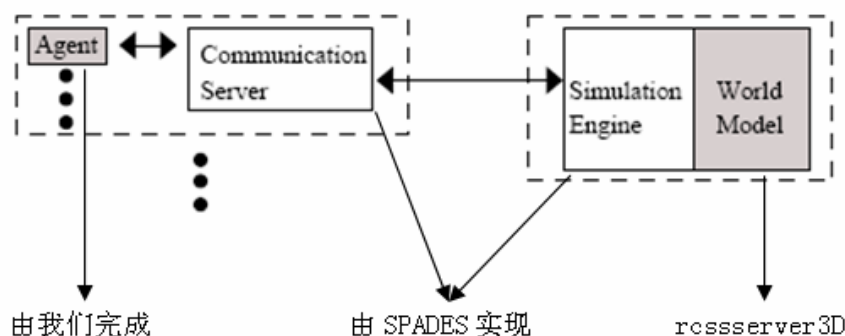 Agent
Communication
Server
Simulation
Engine
World
Model
由我们完成
由 SPADES 实现
rcssserver3D